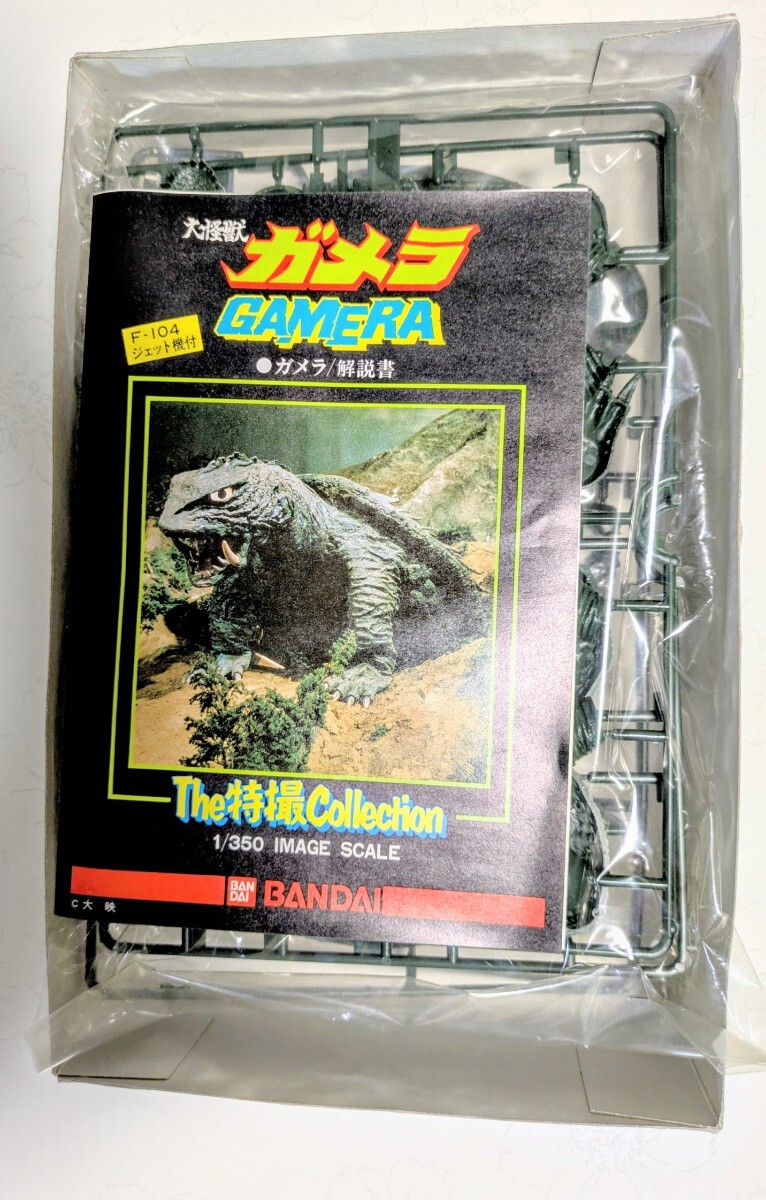 大怪獣
ガメラ
GAMERA
F-104
ジェット機付
●ガメラ/解説書
The特撮Collection
1/350 IMAGE SCALE
BAN
DAI
BANDAI
C大 映